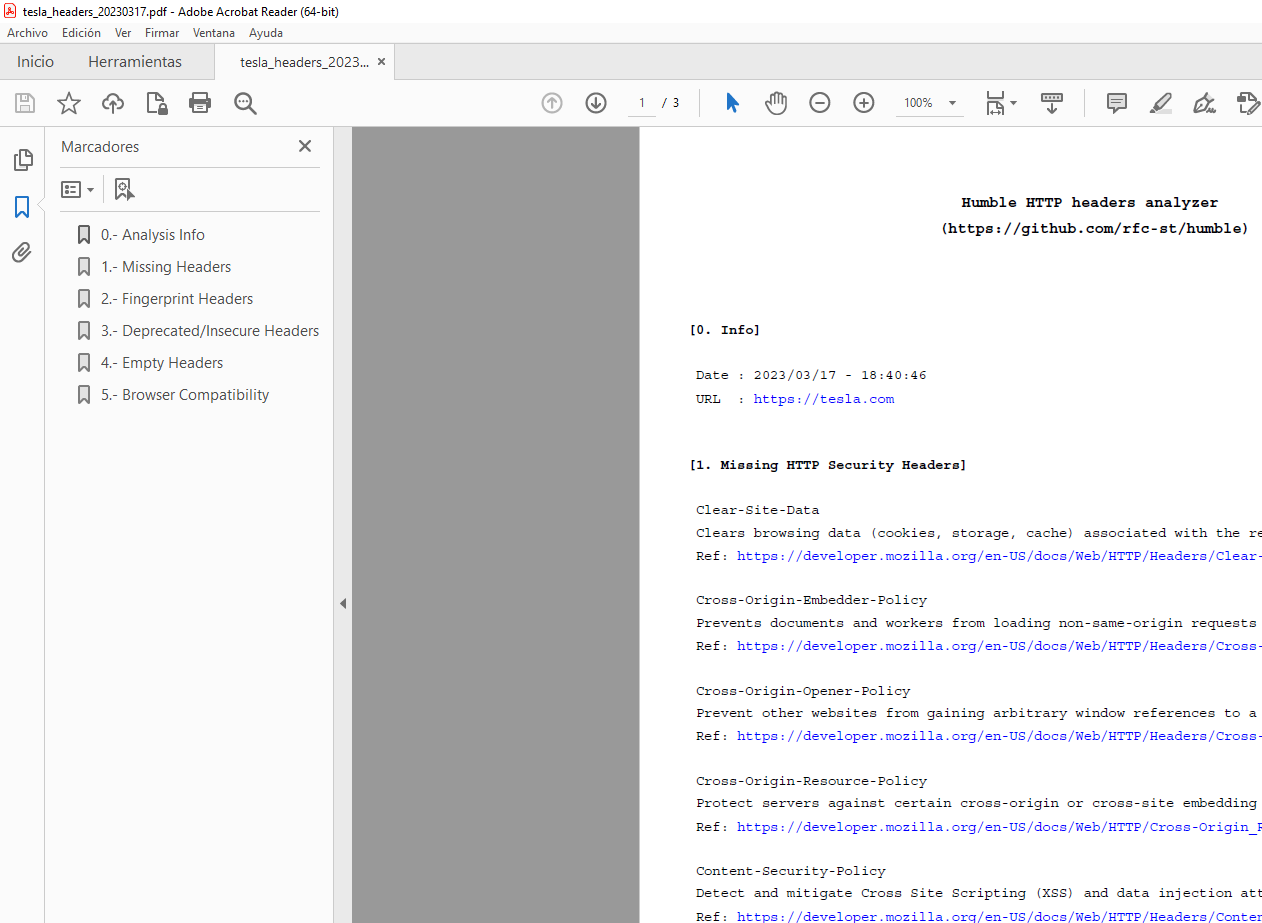 tesla_headers_20230317.pdf - Adobe Acrobat Reader (64-bit)
Archivo Edición Ver Firmar Ventana Ayuda
Inicio Herramientas tesla_headers_2023... ×
1 / 3 100%
Marcadores
0.- Analysis Info
1.- Missing Headers
2.- Fingerprint Headers
3.- Deprecated/Insecure Headers
4.- Empty Headers
5.- Browser Compatibility
Humble HTTP headers analyzer
(https://github.com/rfc-st/humble)
[0. Info]
Date : 2023/03/17 - 18:40:46
URL : https://tesla.com
[1. Missing HTTP Security Headers]
Clear-Site-Data
Clears browsing data (cookies, storage, cache) associated with the re
Ref: https://developer.mozilla.org/en-US/docs/Web/HTTP/Headers/Clear-
Cross-Origin-Embedder-Policy
Prevents documents and workers from loading non-same-origin requests
Ref: https://developer.mozilla.org/en-US/docs/Web/HTTP/Headers/Cross-
Cross-Origin-Opener-Policy
Prevent other websites from gaining arbitrary window references to a
Ref: https://developer.mozilla.org/en-US/docs/Web/HTTP/Headers/Cross-
Cross-Origin-Resource-Policy
Protect servers against certain cross-origin or cross-site embedding
Ref: https://developer.mozilla.org/en-US/docs/Web/HTTP/Cross-Origin_R
Content-Security-Policy
Detect and mitigate Cross Site Scripting (XSS) and data injection att
Ref: https://developer.mozilla.org/en-US/docs/Web/HTTP/Headers/Conten